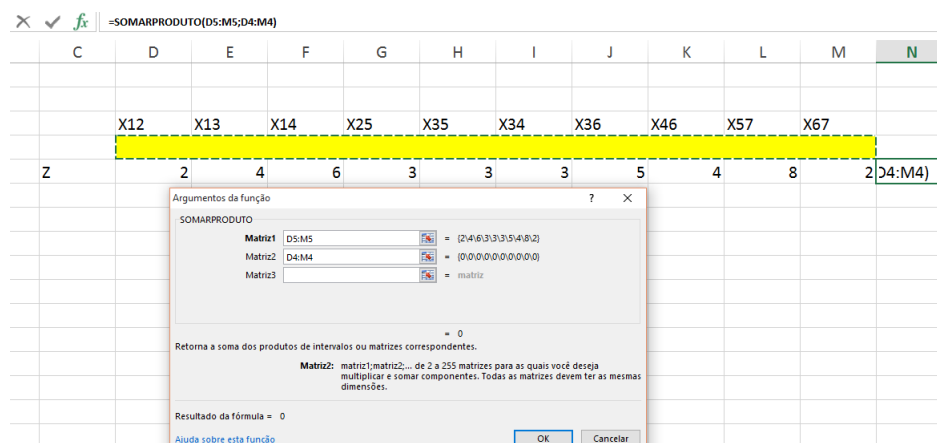 fx =SOMARPRODUTO(D5:M5;D4:M4)
C D E F G H I J K L M N
X12 X13 X14 X25 X35 X34 X36 X46 X57 X67
Z 2 4 6 3 3 3 5 4 8 2 D4:M4)
Argumentos da função ? ×
SOMARPRODUTO
Matriz1 D5:M5 = {2\4\6\3\3\3\5\4\8\2}
Matriz2 D4:M4 = {0\0\0\0\0\0\0\0\0\0}
Matriz3 = matriz
= 0
Retorna a soma dos produtos de intervalos ou matrizes correspondentes.
Matriz2: matriz1;matriz2;... de 2 a 255 matrizes para as quais você deseja
multiplicar e somar componentes. Todas as matrizes devem ter as mesmas
dimensões.
Resultado da fórmula = 0
Ajuda sobre esta função OK Cancelar